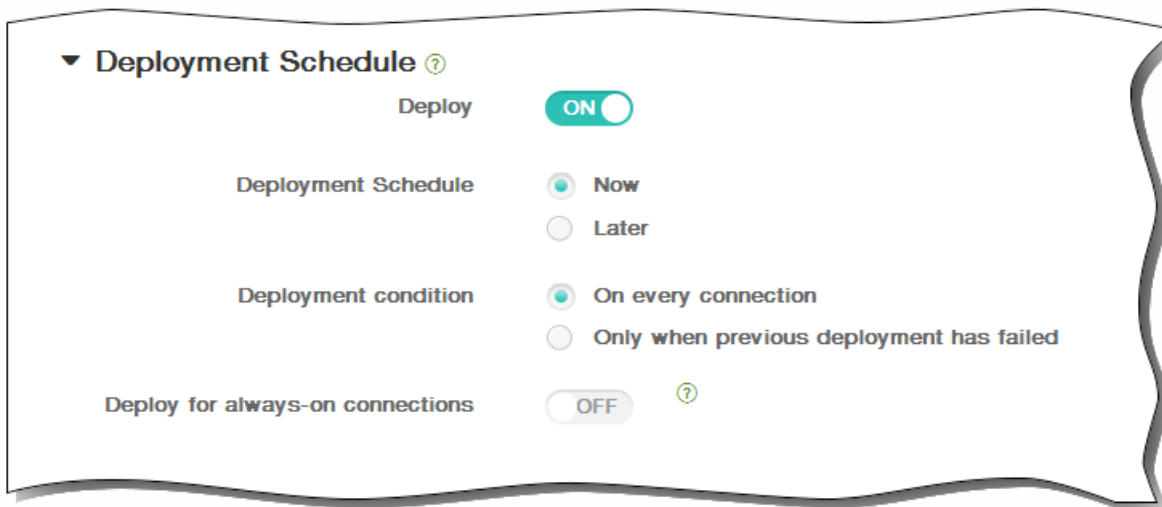 Deployment Schedule ?
Deploy ON
Deployment Schedule Now
Later
Deployment condition On every connection
Only when previous deployment has failed
Deploy for always-on connections OFF ?